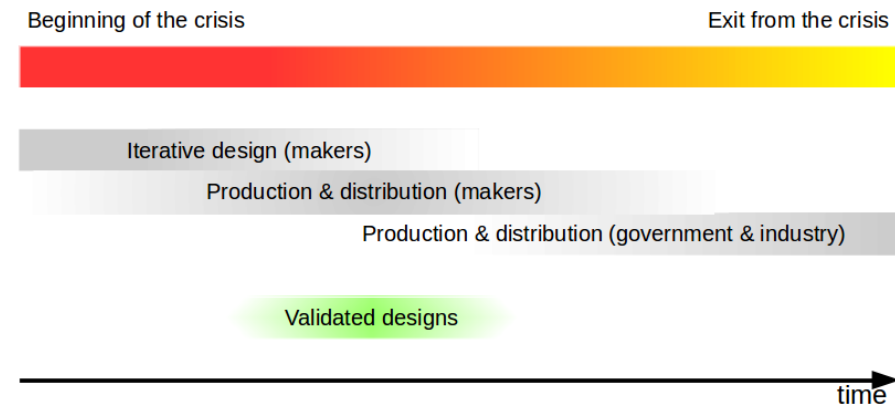 Beginning of the crisis
Exit from the crisis
Iterative design (makers)
Production & distribution (makers)
Production & distribution (government & industry)
Validated designs
time